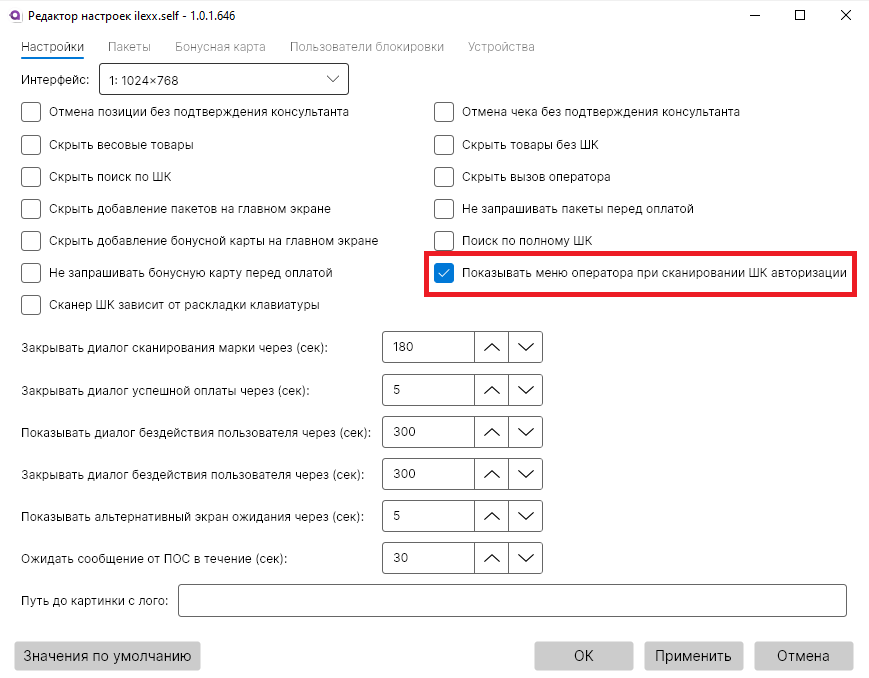 Редактор настроек ilexx.self - 1.0.1.646
Настройки Пакеты Бонусная карта Пользователи блокировки Устройства
Интерфейс: 1: 1024×768
Отмена позиции без подтверждения консультанта Отмена чека без подтверждения консультанта
Скрыть весовые товары Скрыть товары без ШК
Скрыть поиск по ШК Скрыть вызов оператора
Скрыть добавление пакетов на главном экране Не запрашивать пакеты перед оплатой
Скрыть добавление бонусной карты на главном экране Поиск по полному ШК
Не запрашивать бонусную карту перед оплатой Показывать меню оператора при сканировании ШК авторизации
Сканер ШК зависит от раскладки клавиатуры
Закрывать диалог сканирования марки через (сек): 180
Закрывать диалог успешной оплаты через (сек): 5
Показывать диалог бездействия пользователя через (сек): 300
Закрывать диалог бездействия пользователя через (сек): 300
Показывать альтернативный экран ожидания через (сек): 5
Ожидать сообщение от ПОС в течение (сек): 30
Путь до картинки с лого:
Значения по умолчанию ОК Применить Отмена